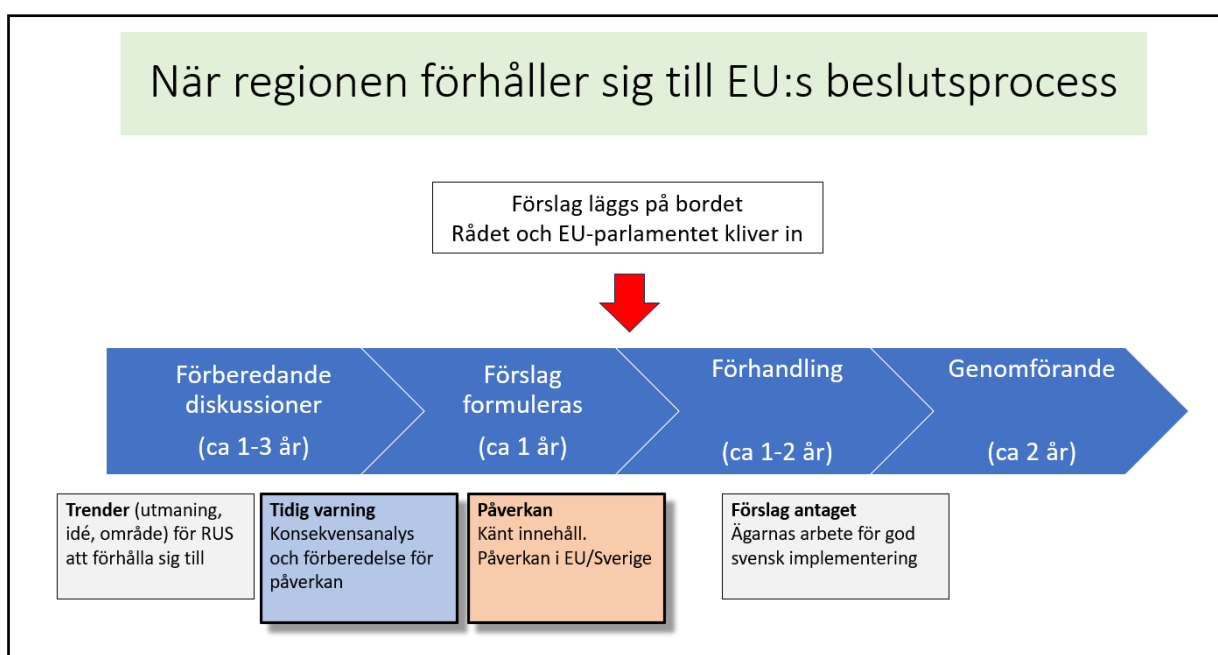 När regionen förhåller sig till EU:s beslutsprocess
Förslag läggs på bordet
Rådet och EU-parlamentet kliver in
Förberedande
diskussioner
(ca 1-3 år)
Förslag
formuleras
(ca 1 år)
Förhandling
(ca 1-2 år)
Genomförande
(ca 2 år)
Trender (utmaning,
idé, område) för RUS
att förhålla sig till
Tidig varning
Konsekvensanalys
och förberedelse för
påverkan
Påverkan
Känt innehåll.
Påverkan i EU/Sverige
Förslag antaget
Ägarnas arbete för god
svensk implementering